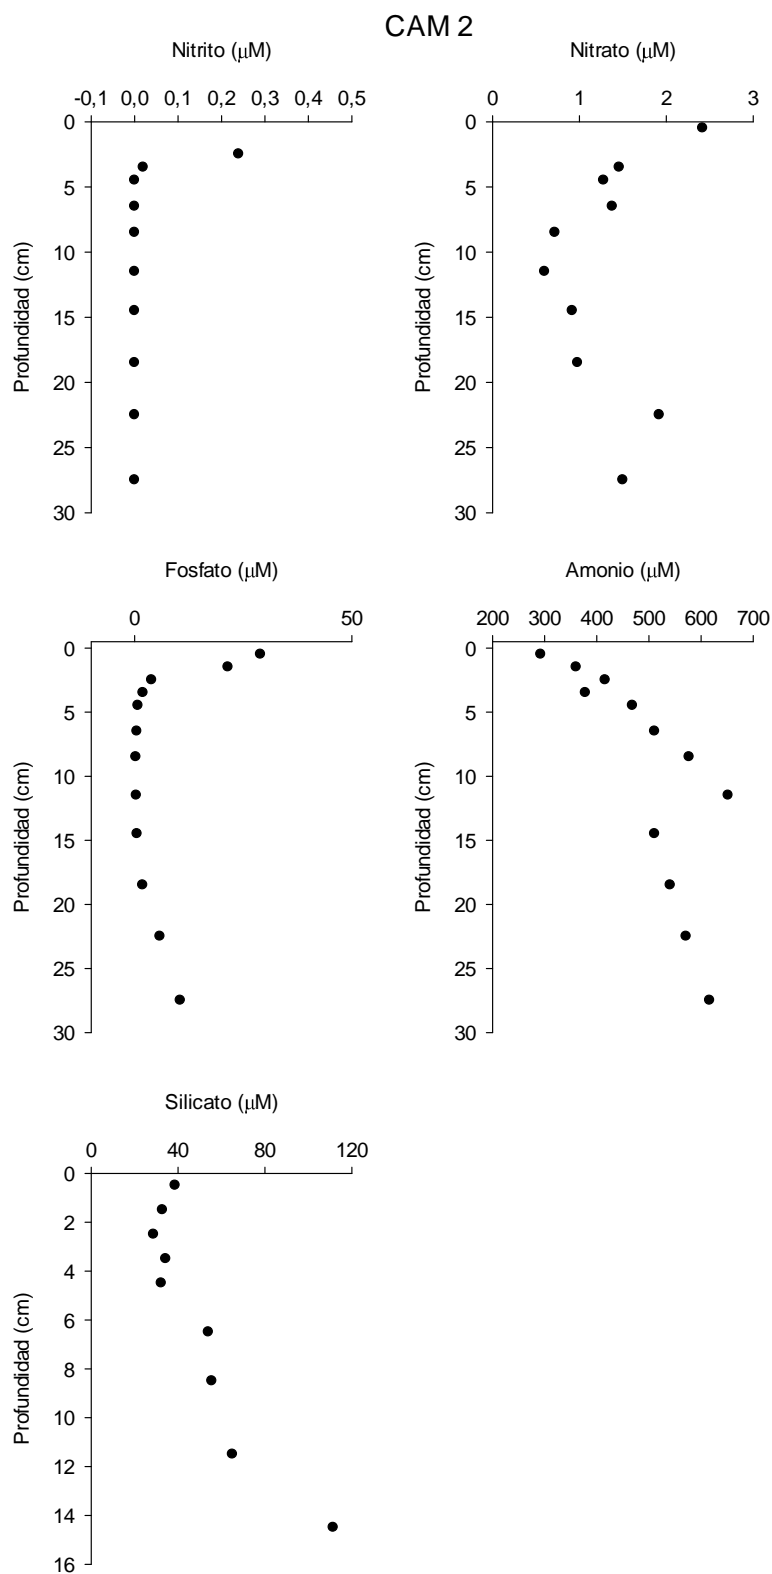 CAM 2
Nitrito (μM)
-0,1 0,0 0,1 0,2 0,3 0,4 0,5
Profundidad (cm)
0
5
10
15
20
25
30
Nitrato (μM)
0 1 2 3
Profundidad (cm)
0
5
10
15
20
25
30
Fosfato (μM)
0 50
Profundidad (cm)
0
5
10
15
20
25
30
Amonio (μM)
200 300 400 500 600 700
Profundidad (cm)
0
5
10
15
20
25
30
Silicato (μM)
0 40 80 120
Profundidad (cm)
0
2
4
6
8
10
12
14
16